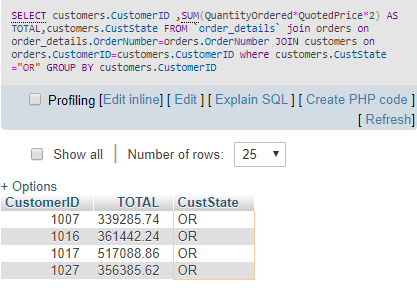 SELECT customers.CustomerID ,SUM(QuantityOrdered*QuotedPrice*2) AS
TOTAL,customers.CustState FROM `order_details` join orders on
order_details.OrderNumber=orders.OrderNumber JOIN customers on
orders.CustomerID=customers.CustomerID where customers.CustState
="OR" GROUP BY customers.CustomerID
Profiling [Edit inline] [ Edit ] [ Explain SQL ] [ Create PHP code ]
[ Refresh]
Show all | Number of rows: 25
+ Options
CustomerID TOTAL CustState
1007 339285.74 OR
1016 361442.24 OR
1017 517088.86 OR
1027 356385.62 OR